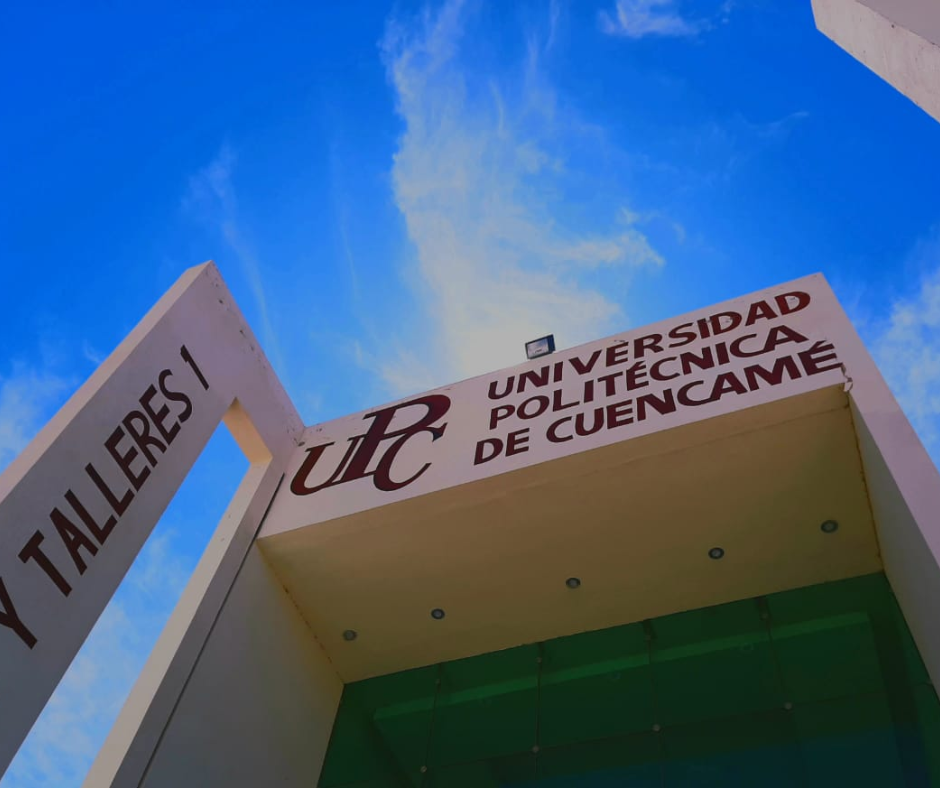 Y TALLERES 1
UPC
UNIVERSIDAD
POLITÉCNICA
DE CUENCAMÉ